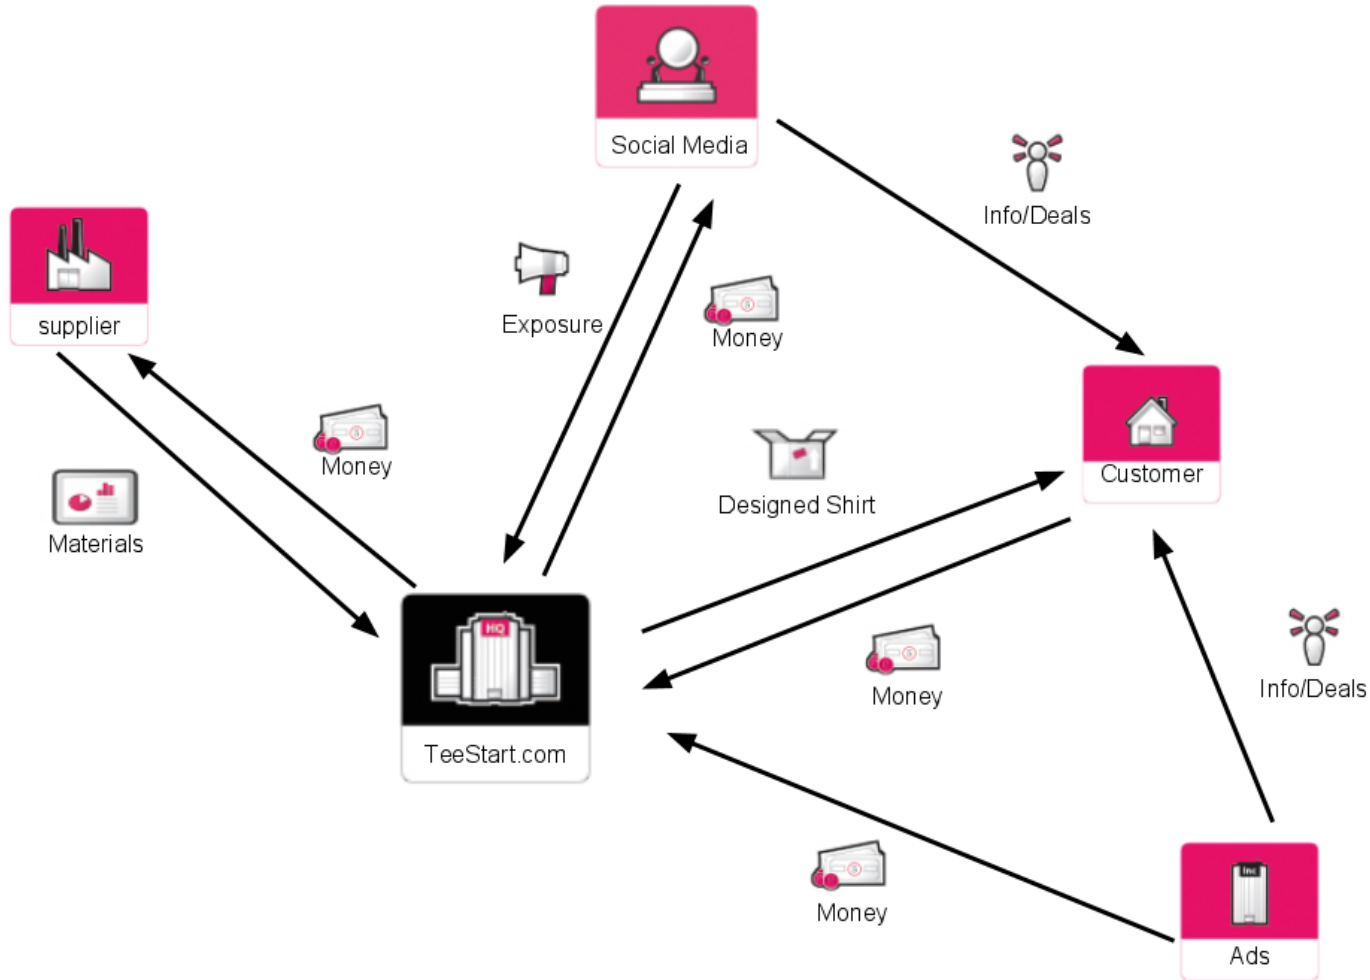 Social Media
Info/Deals
supplier
Exposure
Money
Money
Materials
Designed Shirt
Customer
HQ
TeeStart.com
Money
Info/Deals
Money
Inc
Ads